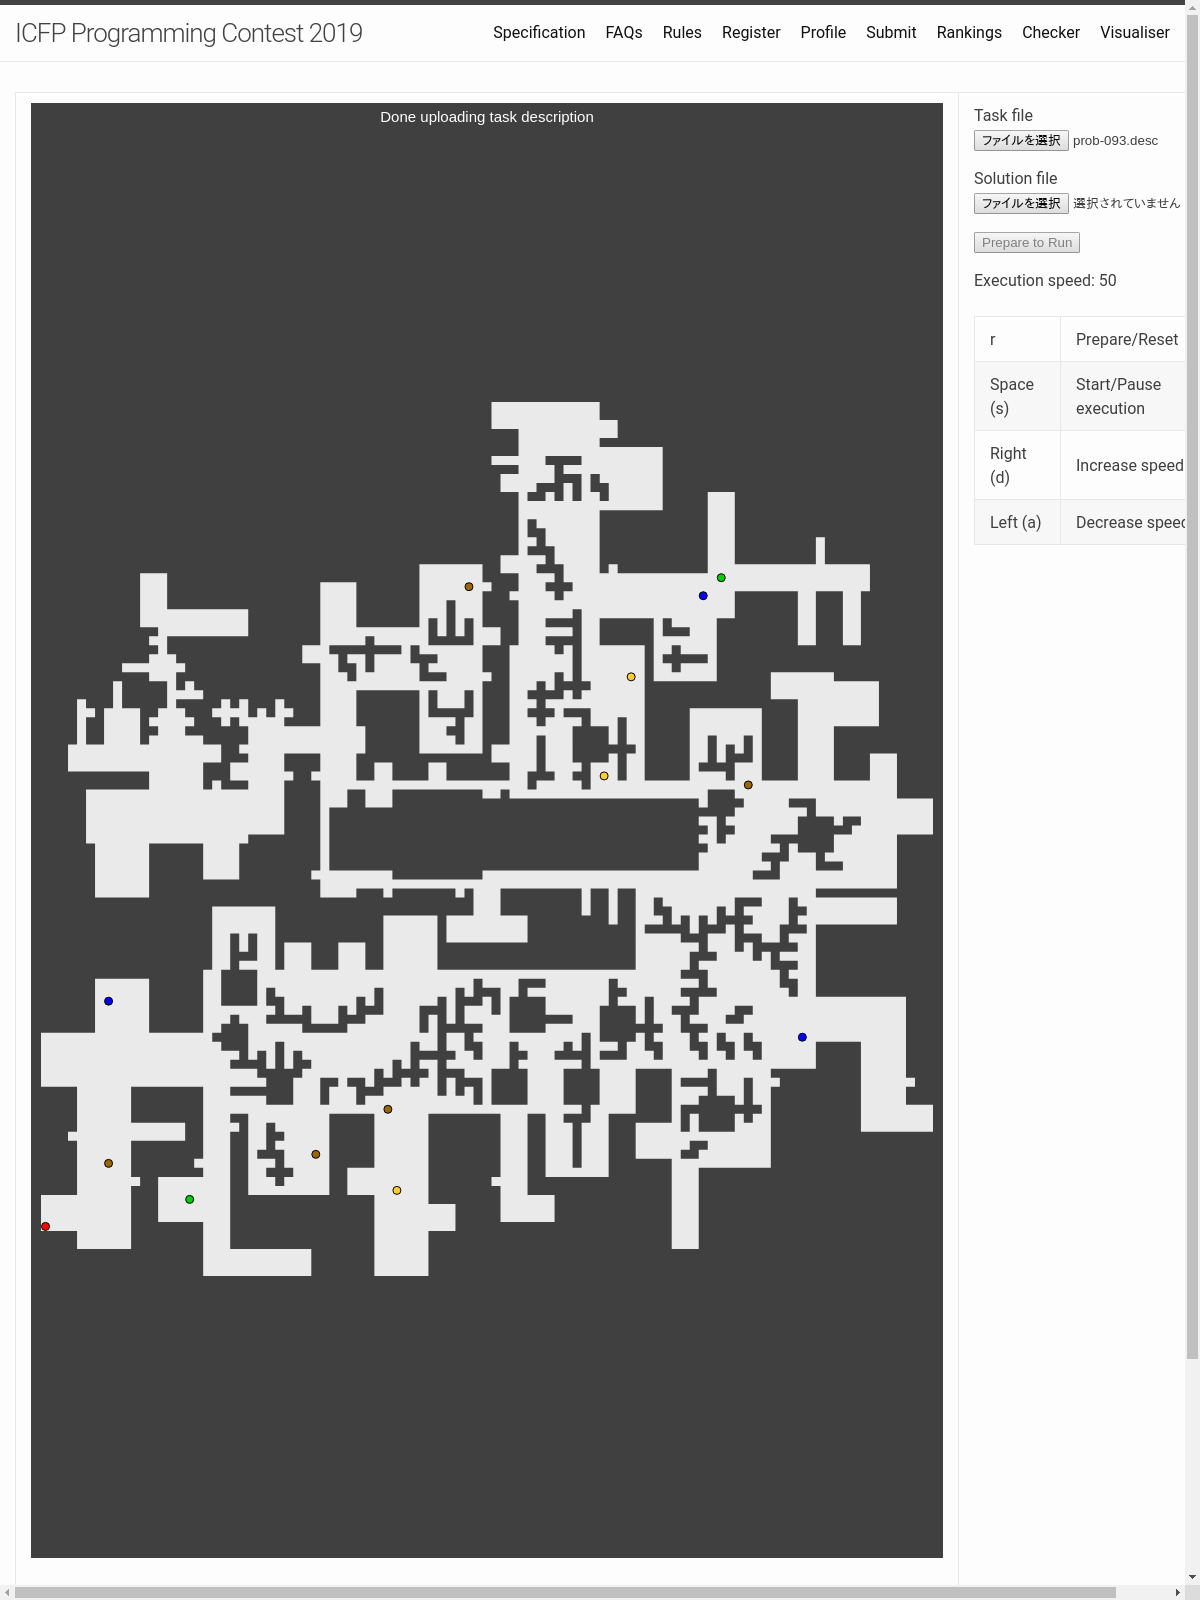 ICFP Programming Contest 2019
Specification FAQs Rules Register Profile Submit Rankings Checker Visualiser
Done uploading task description
Task file
ファイルを選択 prob-093.desc
Solution file
ファイルを選択 選択されていません
Prepare to Run
Execution speed: 50
r Prepare/Reset
Space (s) Start/Pause execution
Right (d) Increase speed
Left (a) Decrease speed